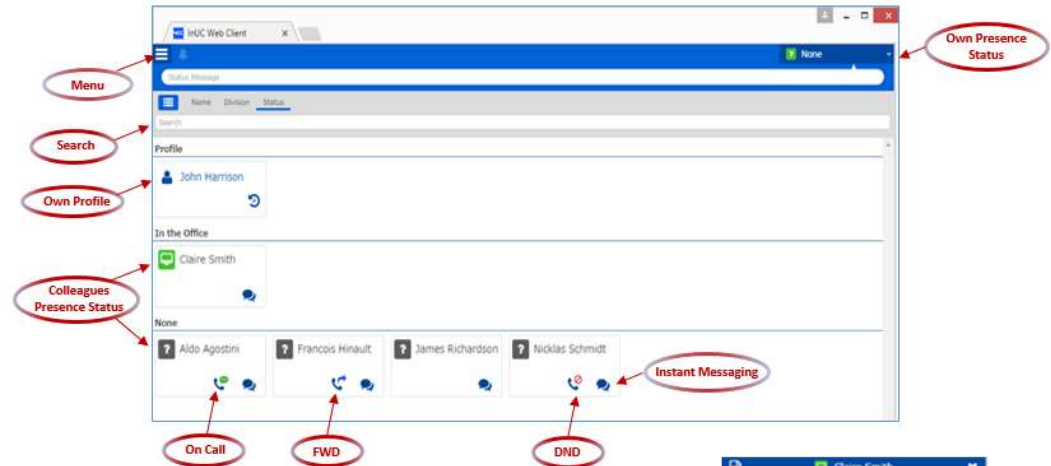 InUC Web Client
Own Presence
Status
None
Menu
Status Message
Name Division Status
Search
Search
Profile
John Harrison
Own Profile
In the Office
Claire Smith
Colleagues
Presence Status
None
Aldo Agostini
Francois Hinault
James Richardson
Nicklas Schmidt
Instant Messaging
On Call
FWD
DND
Claire Smith